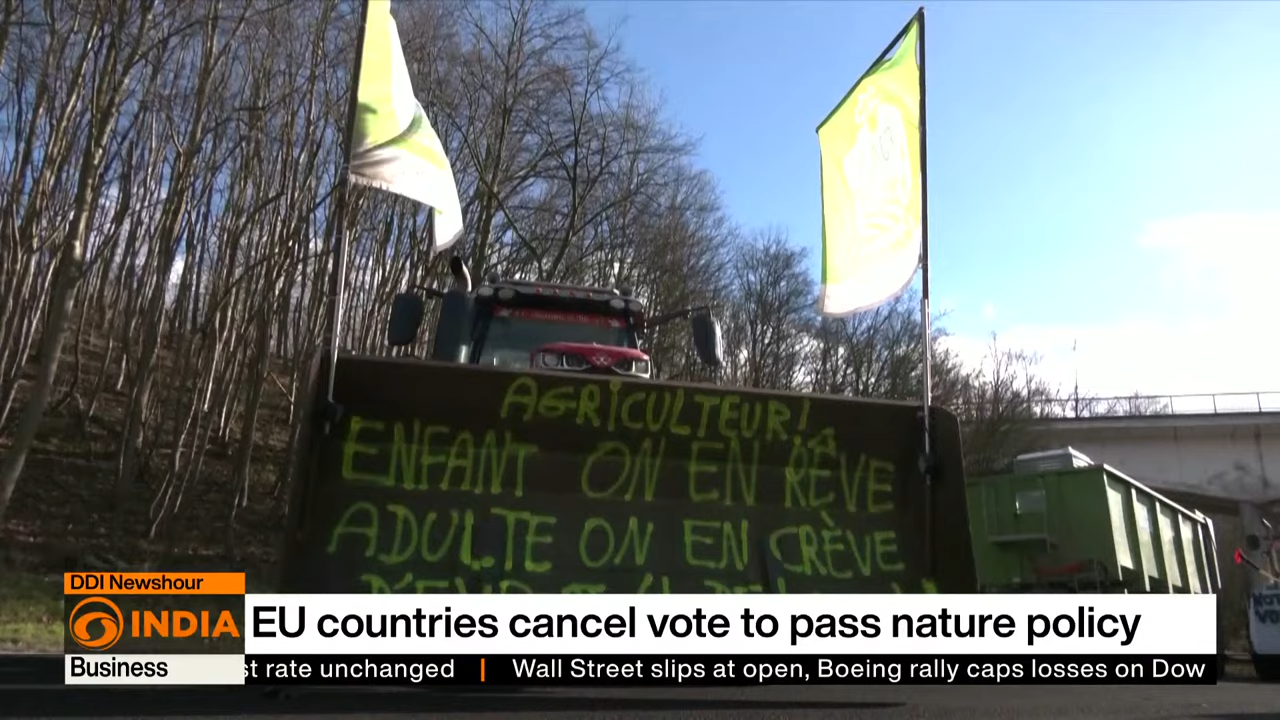 AGRICULTEUR!
ENFANT ON EN RÊVE
ADULTE ON EN CRÈVE
DDI Newshour
INDIA
EU countries cancel vote to pass nature policy
Business
st rate unchanged | Wall Street slips at open, Boeing rally caps losses on Dow